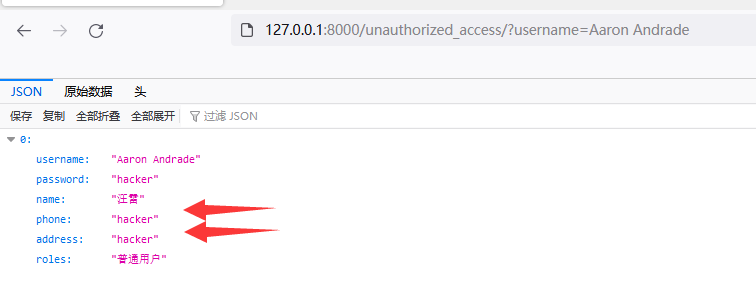 127.0.0.1:8000/unauthorized_access/?username=Aaron Andrade
JSON 原始数据 头
保存 复制 全部折叠 全部展开 过滤 JSON
0:
username: "Aaron Andrade"
password: "hacker"
name: "汪雷"
phone: "hacker"
address: "hacker"
roles: "普通用户"